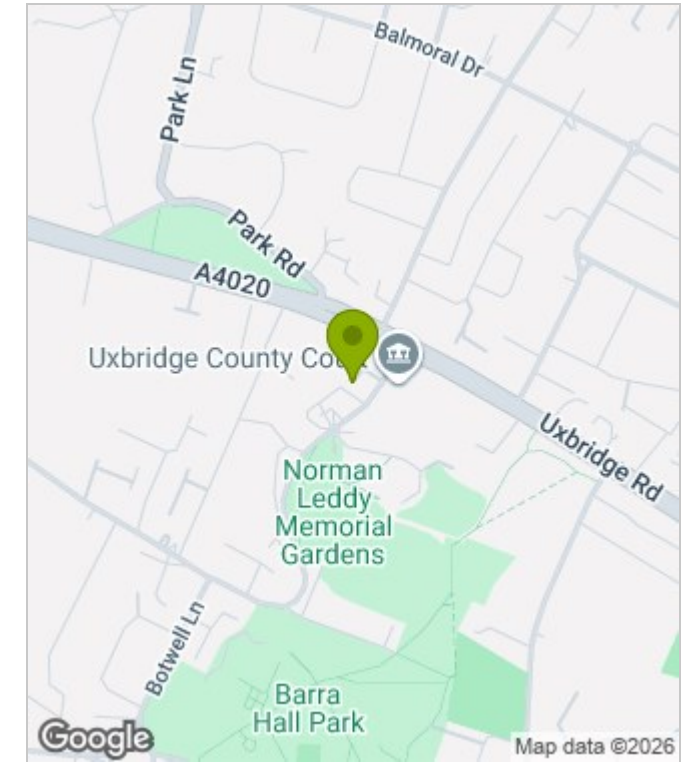 Balmoral Dr
Park Ln
Park Rd
A4020
Uxbridge County
Uxbridge Rd
Norman
Leddy
Memorial
Gardens
Botwell Ln
Barra
Hall Park
Google
Map data ©2026